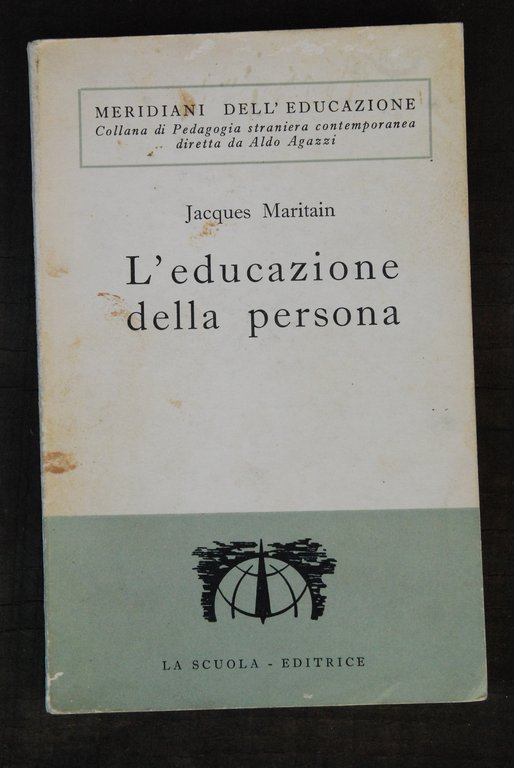 MERIDIANI DELL'EDUCAZIONE
Collana di Pedagogia straniera contemporanea
diretta da Aldo Agazzi
Jacques Maritain
L'educazione
della persona
LA SCUOLA - EDITRICE